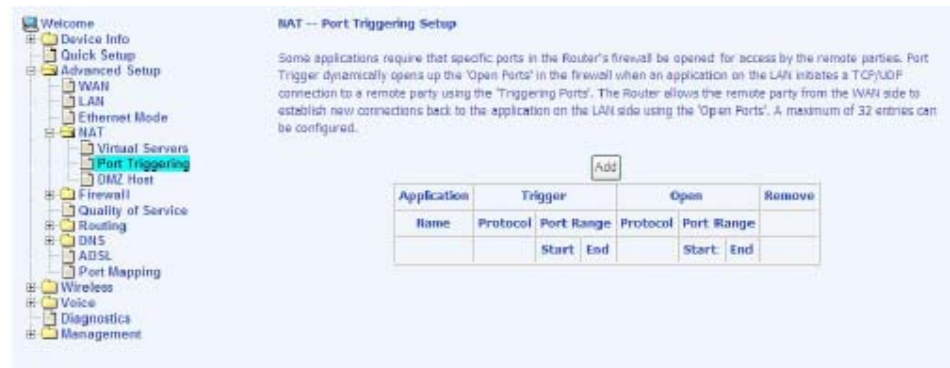 Welcome
Device Info
Quick Setup
Advanced Setup
WAN
LAN
Ethernet Mode
NAT
Virtual Servers
Port Triggering
DMZ Host
Firewall
Quality of Service
Routing
DNS
ADSL
Port Mapping
Wireless
Voice
Diagnostics
Management
NAT -- Port Triggering Setup
Some applications require that specific ports in the Router's firewall be opened for access by the remote parties. Port
Trigger dynamically opens up the 'Open Ports' in the firewall when an application on the LAN initiates a TCP/UDP
connection to a remote party using the 'Triggering Ports'. The Router allows the remote party from the WAN side to
establish new connections back to the application on the LAN side using the 'Open Ports'. A maximum of 32 entries can
be configured.
Add
Application Trigger Open Remove
Name Protocol Port Range Protocol Port Range
Start End Start End